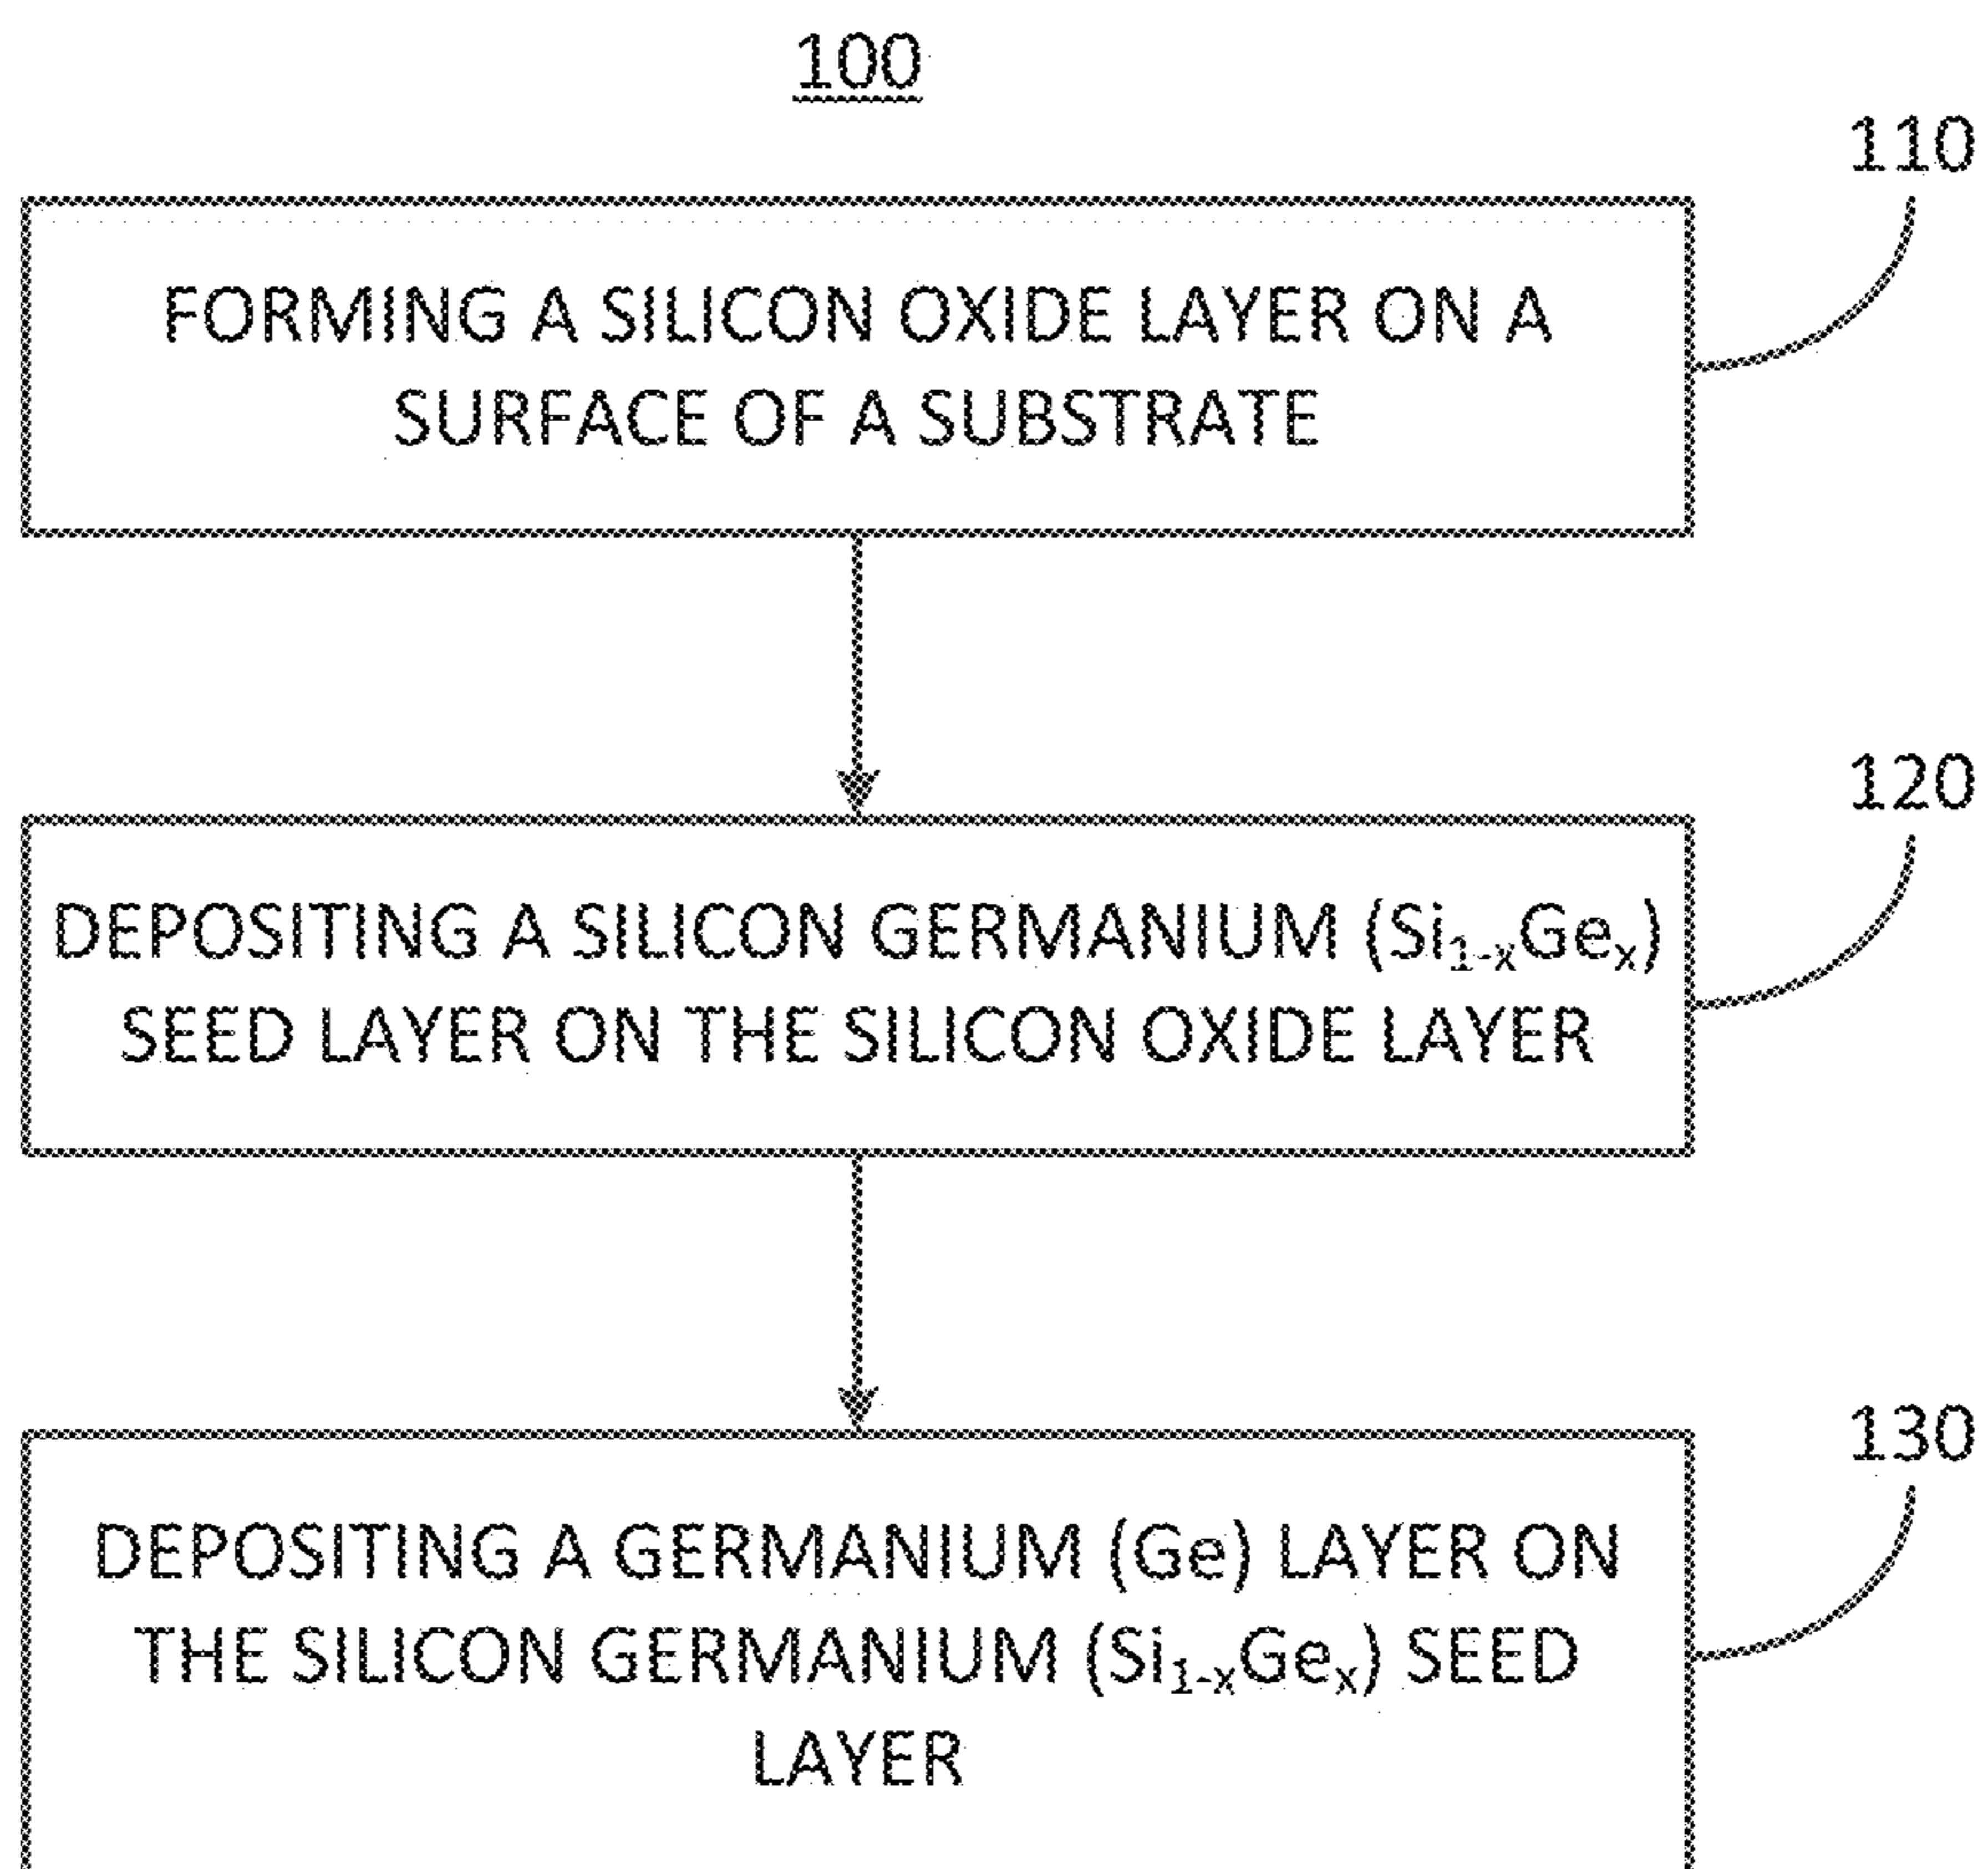 100
110
FORMING A SILICON OXIDE LAYER ON A
SURFACE OF A SUBSTRATE
120
DEPOSITING A SILICON GERMANIUM (Si₁₋ₓGeₓ)
SEED LAYER ON THE SILICON OXIDE LAYER
130
DEPOSITING A GERMANIUM (Ge) LAYER ON
THE SILICON GERMANIUM (Si₁₋ₓGeₓ) SEED
LAYER